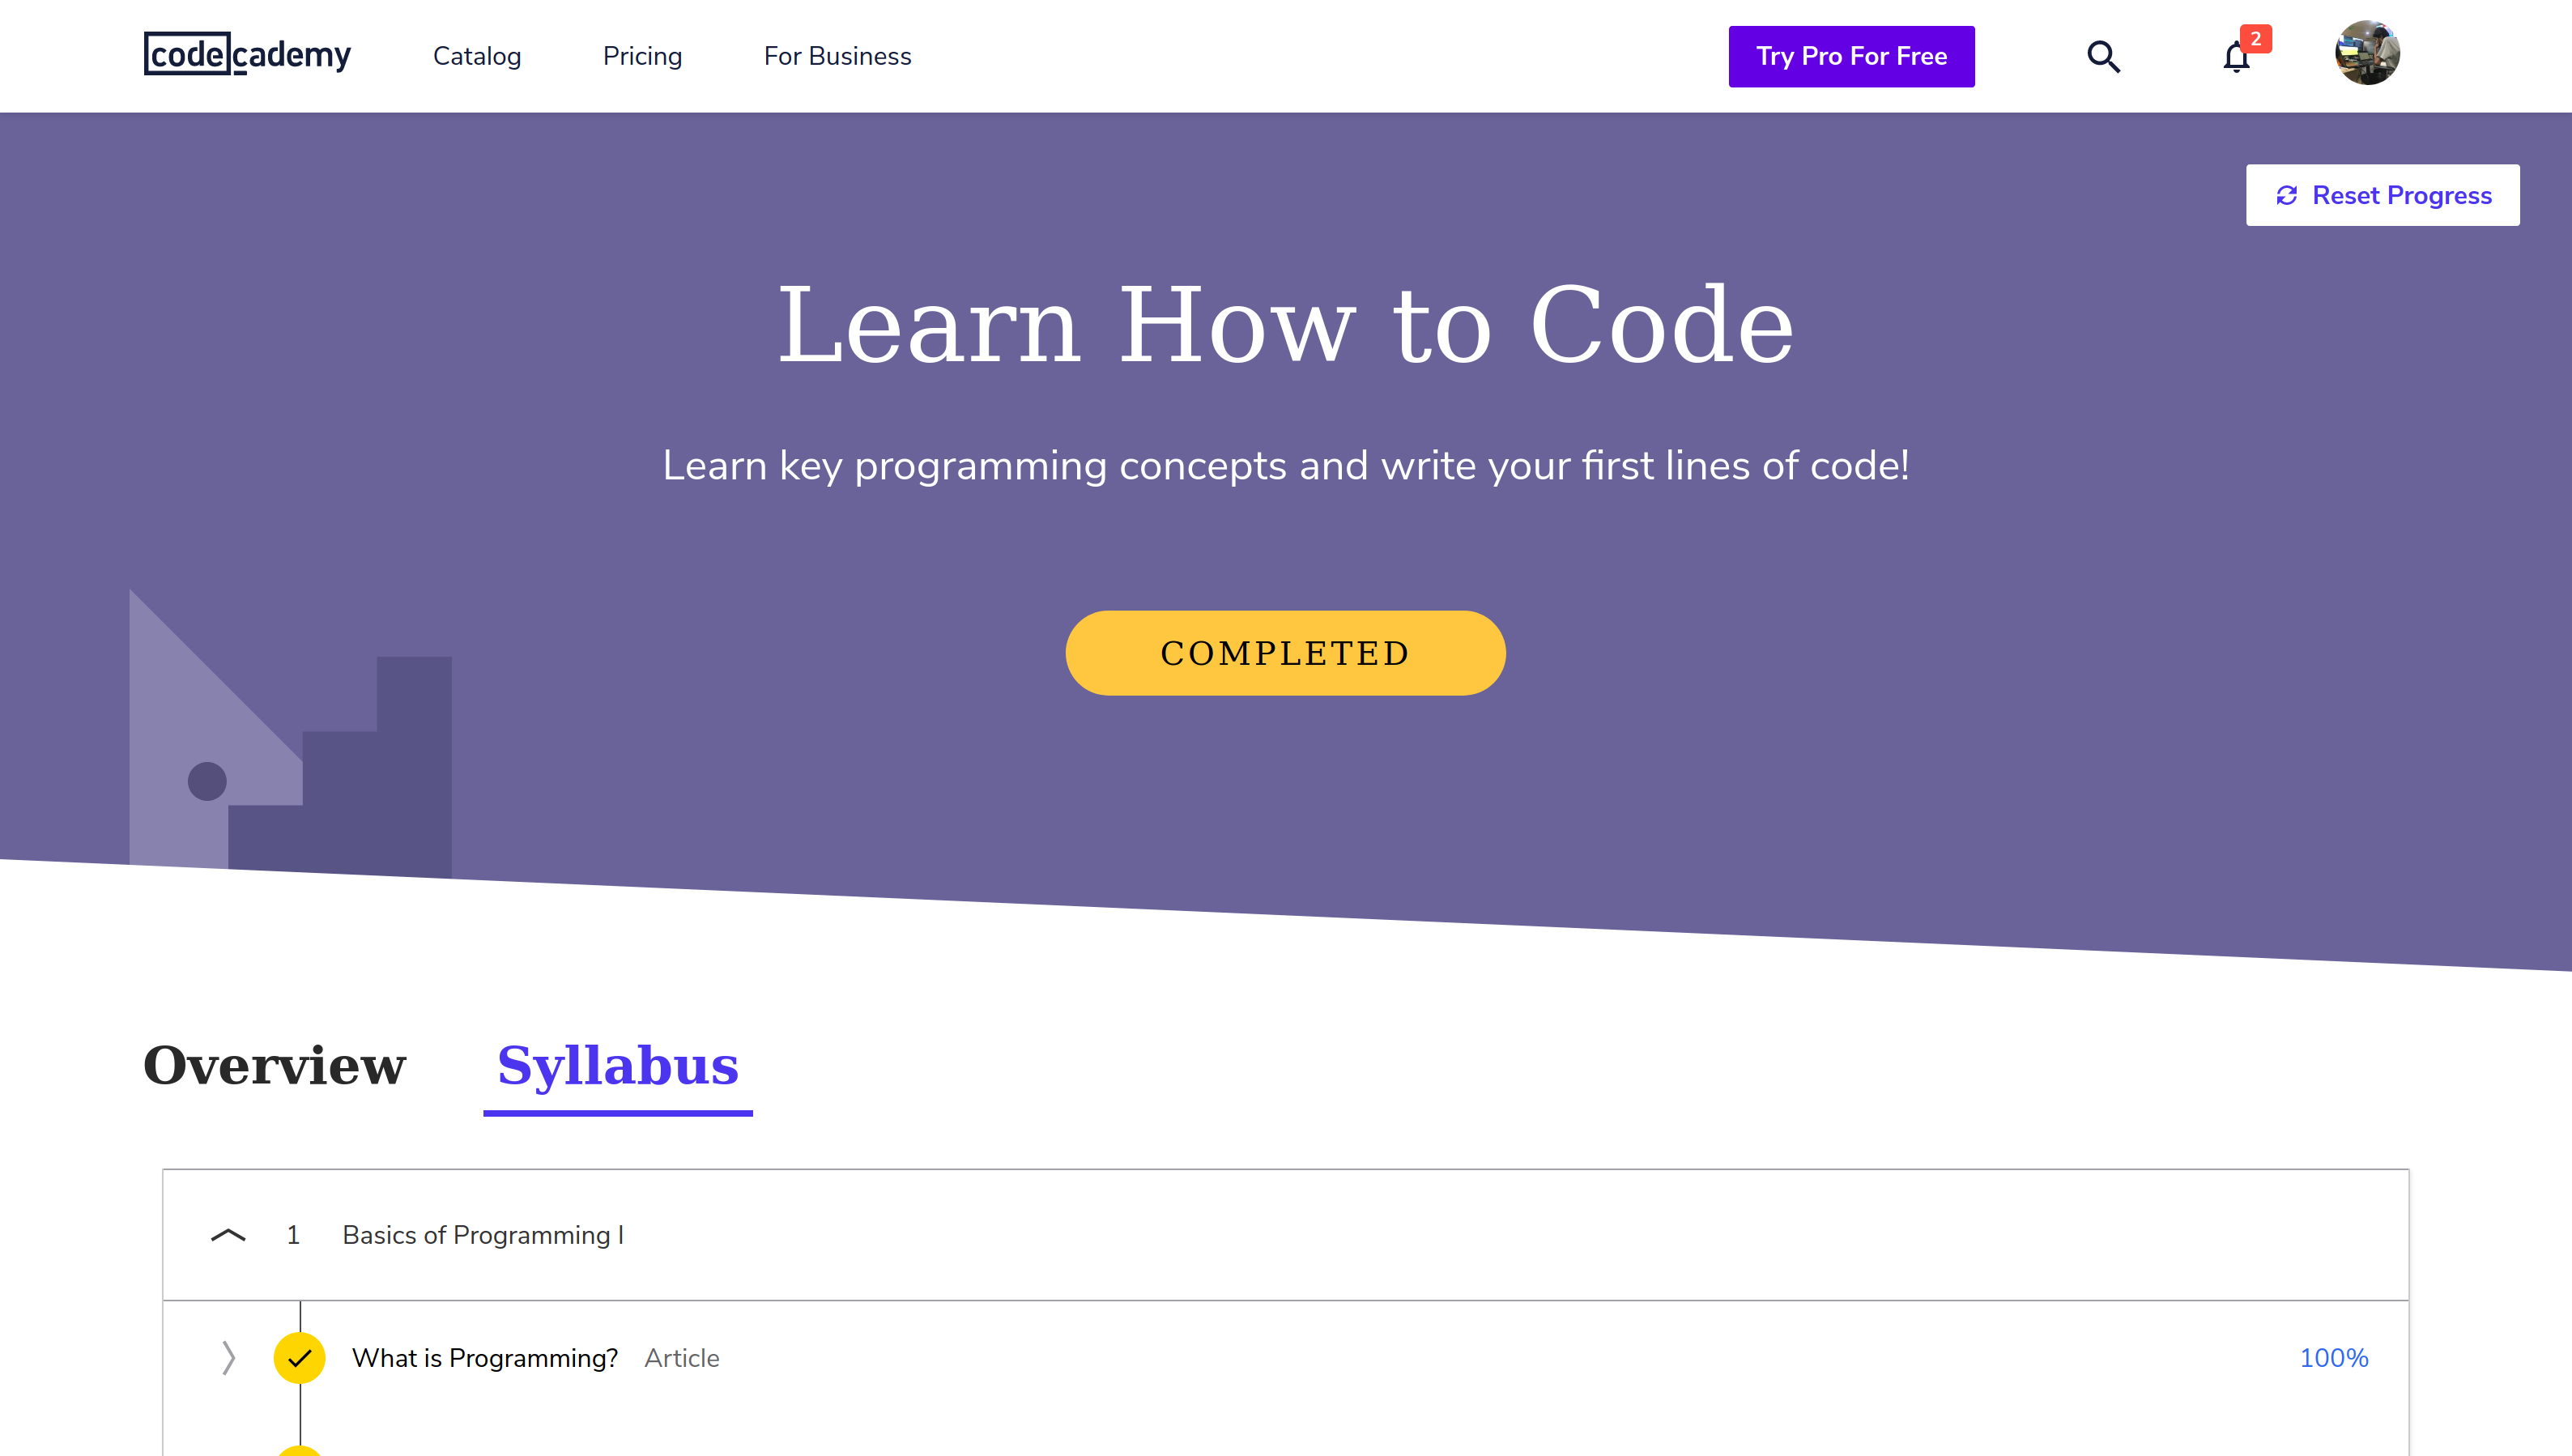 codecademy Catalog Pricing For Business Try Pro For Free 2
Reset Progress
Learn How to Code
Learn key programming concepts and write your first lines of code!
COMPLETED
Overview Syllabus
1 Basics of Programming I
What is Programming? Article 100%